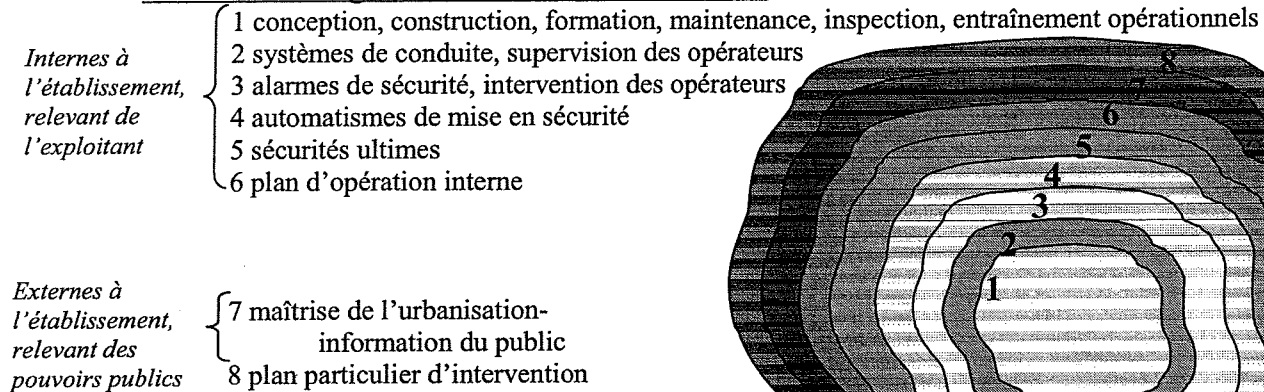 Internes à
l'établissement,
relevant de
l'exploitant
1 conception, construction, formation, maintenance, inspection, entraînement opérationnels
2 systèmes de conduite, supervision des opérateurs
3 alarmes de sécurité, intervention des opérateurs
4 automatismes de mise en sécurité
5 sécurités ultimes
6 plan d'opération interne
Externes à
l'établissement,
relevant des
pouvoirs publics
7 maîtrise de l'urbanisation-
information du public
8 plan particulier d'intervention
8
7
6
5
4
3
2
1